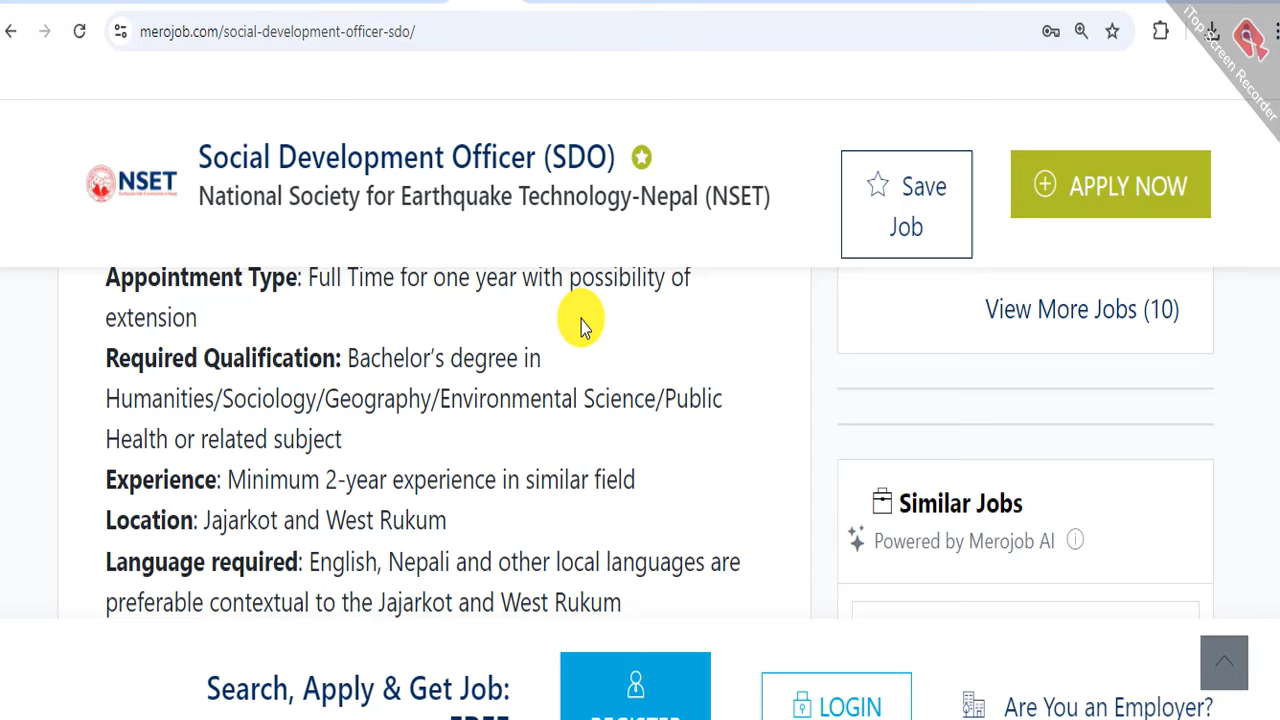 merojob.com/social-development-officer-sdo/
iTop Screen Recorder
NSET
Social Development Officer (SDO)
National Society for Earthquake Technology-Nepal (NSET)
Save
Job
APPLY NOW
Appointment Type: Full Time for one year with possibility of
extension
Required Qualification: Bachelor’s degree in
Humanities/Sociology/Geography/Environmental Science/Public
Health or related subject
Experience: Minimum 2-year experience in similar field
Location: Jajarkot and West Rukum
Language required: English, Nepali and other local languages are
preferable contextual to the Jajarkot and West Rukum
View More Jobs (10)
Similar Jobs
Powered by Merojob AI
Search, Apply & Get Job:
FREE
REGISTER
LOGIN
Are You an Employer?